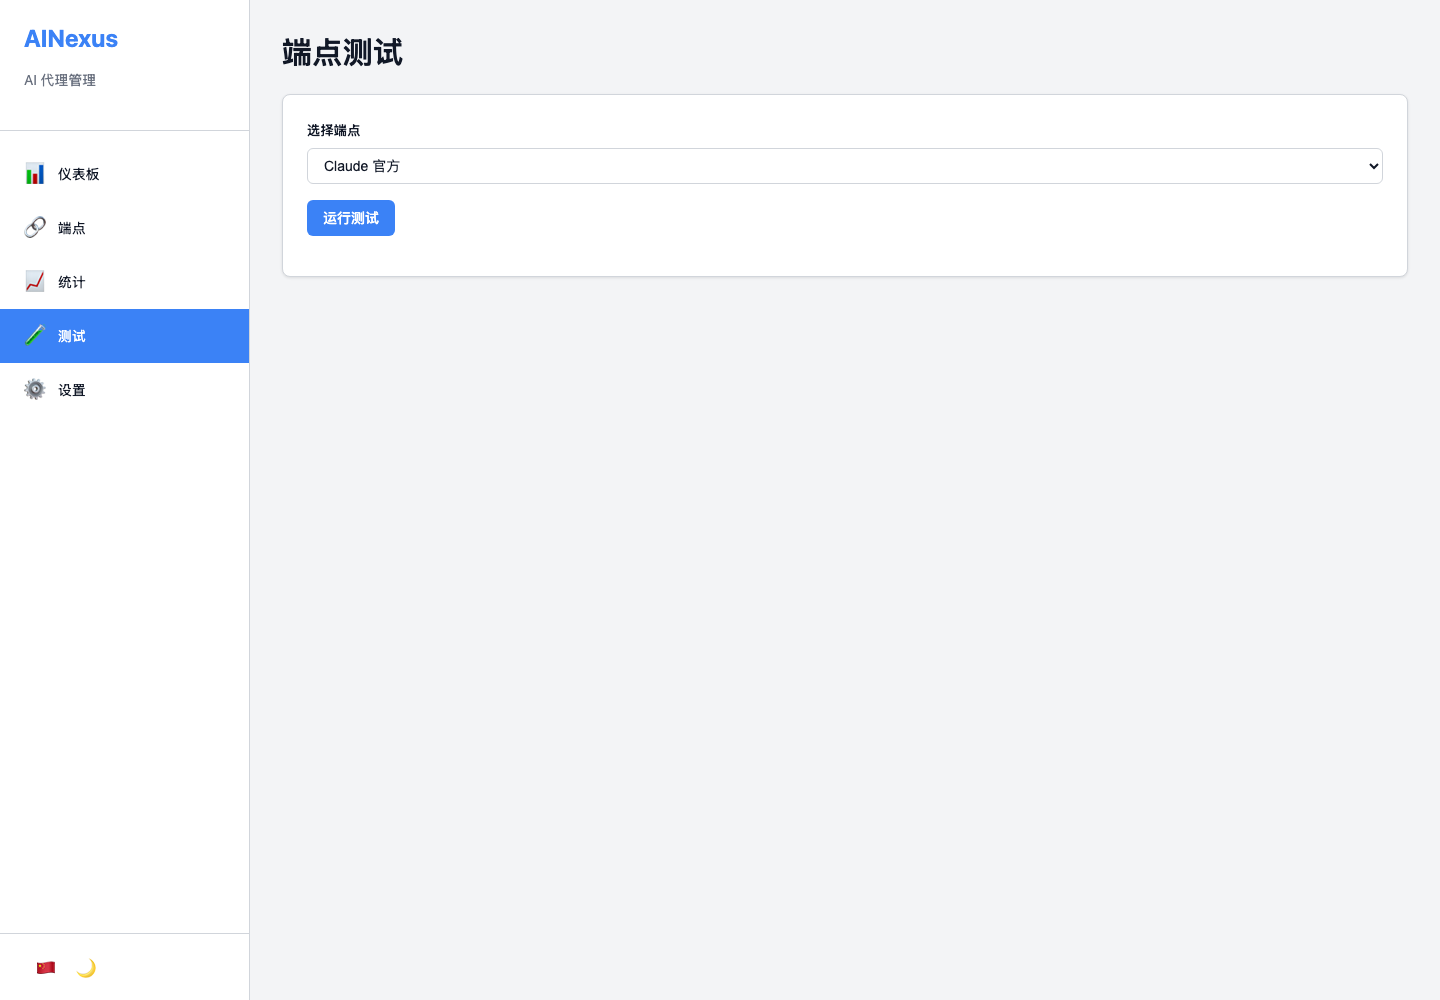 AINexus
AI 代理管理
仪表板
端点
统计
测试
设置
端点测试
选择端点
Claude 官方
运行测试